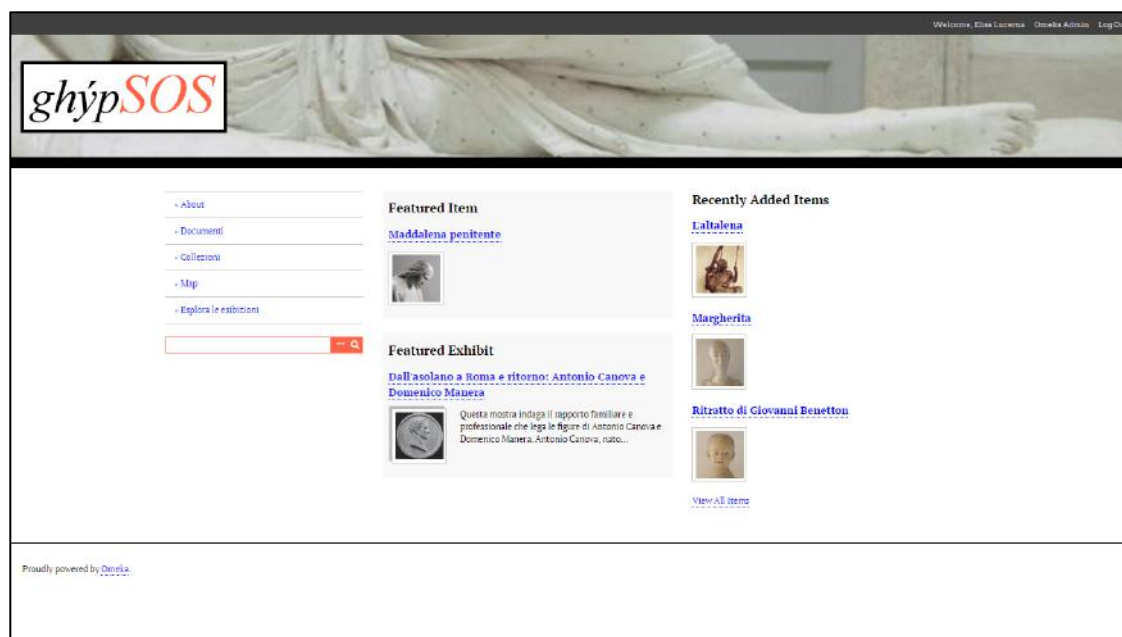 Welcome, Elisa Lucerna Omeka Admin Log O
ghýpSOS
- About
- Documenti
- Collezioni
- Map
- Esplora le esibizioni
Featured Item
Maddalena penitente
Featured Exhibit
Dall'asolano a Roma e ritorno: Antonio Canova e
Domenico Manera
Questa mostra indaga il rapporto familiare e
professionale che lega le figure di Antonio Canova e
Domenico Manera. Antonio Canova, nato...
Recently Added Items
L'altalena
Margherita
Ritratto di Giovanni Benetton
View All Items
Proudly powered by Omeka.